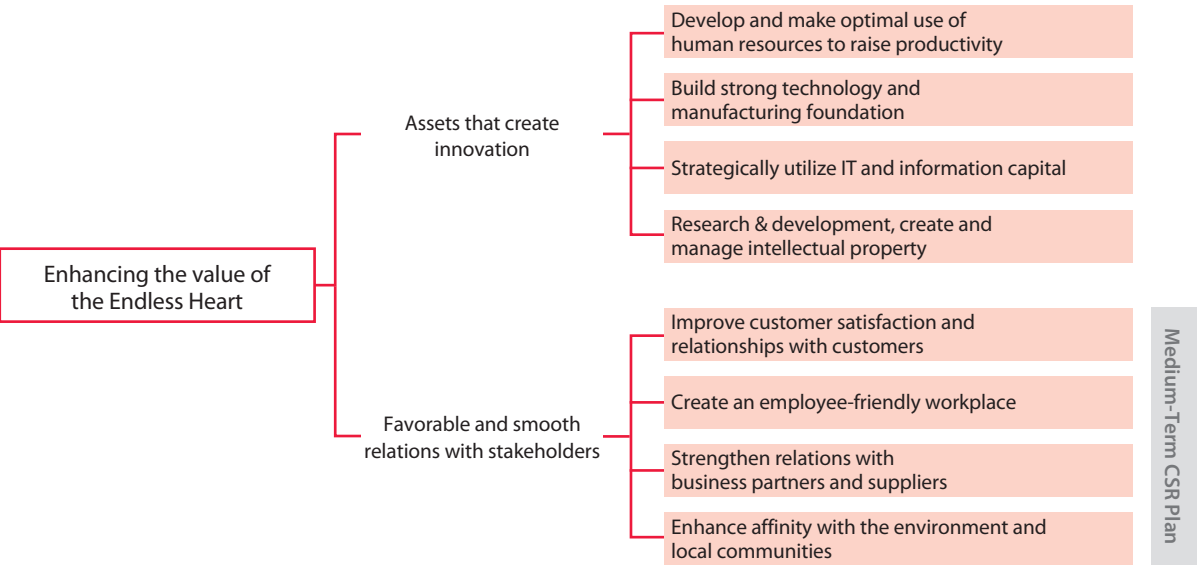 Enhancing the value of
the Endless Heart
Assets that create
innovation
Develop and make optimal use of
human resources to raise productivity
Build strong technology and
manufacturing foundation
Strategically utilize IT and information capital
Research & development, create and
manage intellectual property
Favorable and smooth
relations with stakeholders
Improve customer satisfaction and
relationships with customers
Create an employee-friendly workplace
Strengthen relations with
business partners and suppliers
Enhance affinity with the environment and
local communities
Medium-Term CSR Plan